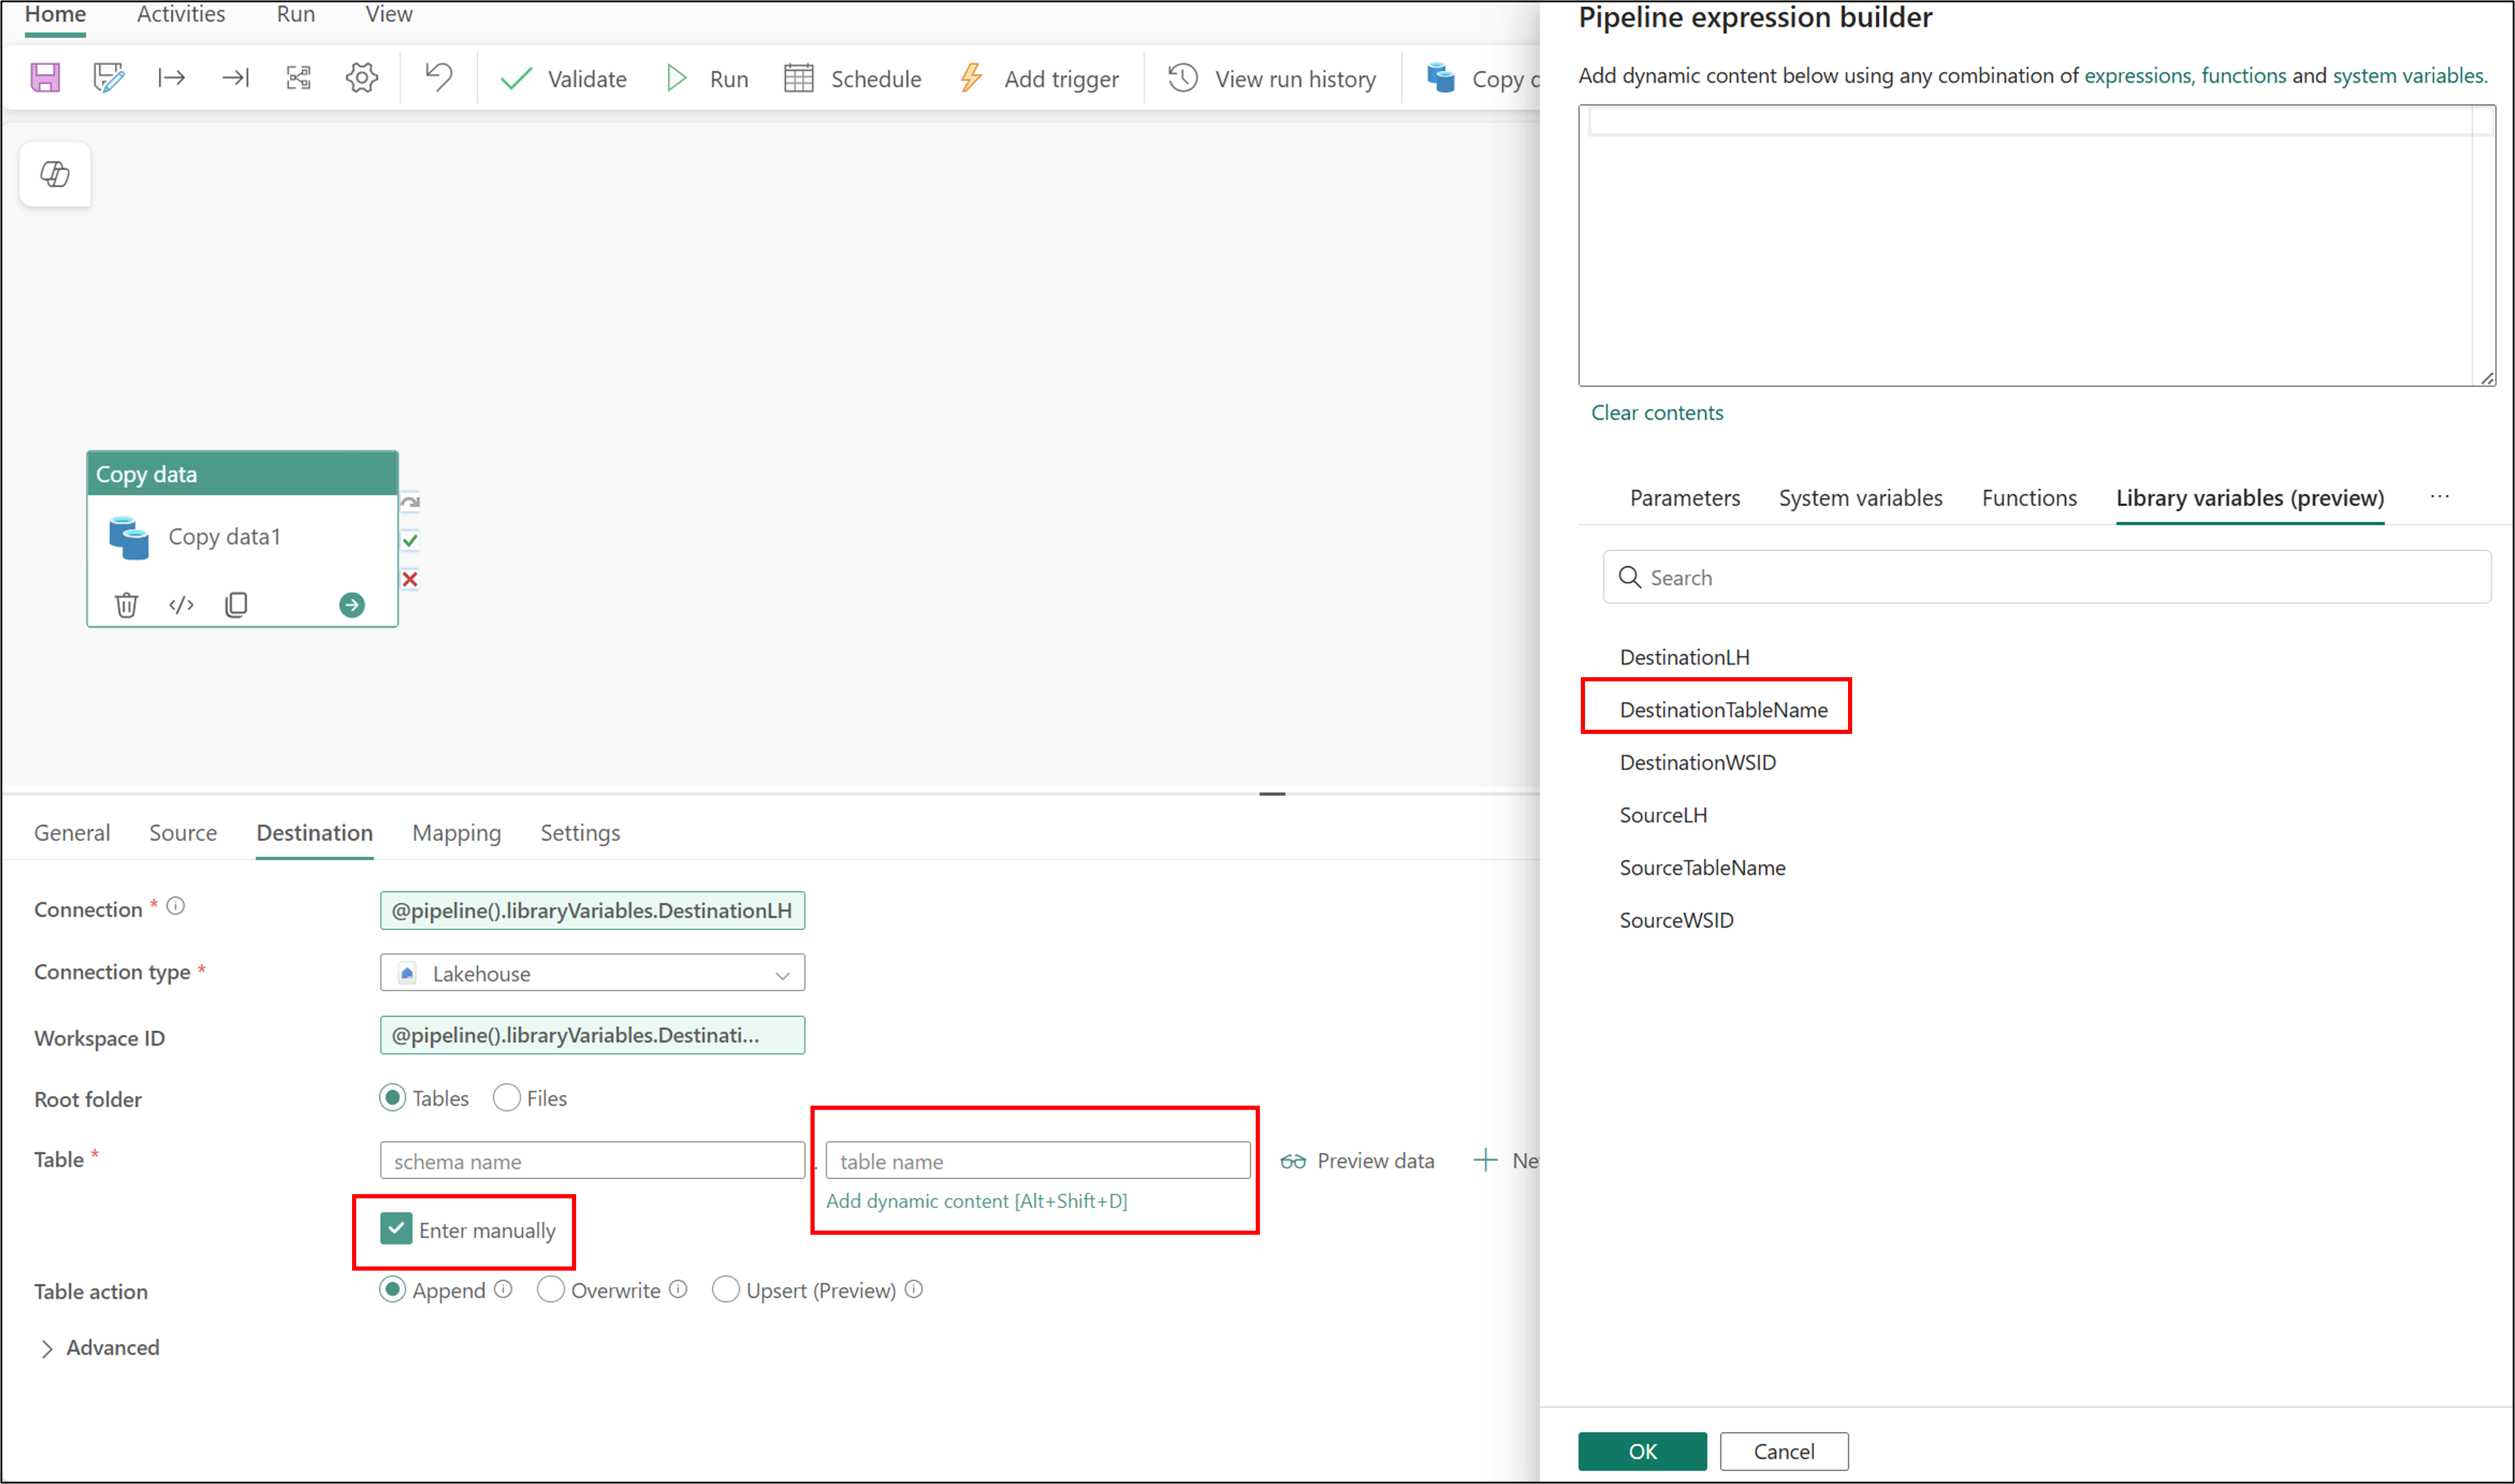 Home Activities Run View
Validate Run Schedule Add trigger View run history Copy d
Copy data
Copy data1
General Source Destination Mapping Settings
Connection * @pipeline().libraryVariables.DestinationLH
Connection type * Lakehouse
Workspace ID @pipeline().libraryVariables.Destinati...
Root folder Tables Files
Table * schema name . table name Preview data Ne
Add dynamic content [Alt+Shift+D]
Enter manually
Table action Append Overwrite Upsert (Preview)
Advanced
Pipeline expression builder
Add dynamic content below using any combination of expressions, functions and system variables.
Clear contents
Parameters System variables Functions Library variables (preview) ...
Search
DestinationLH
DestinationTableName
DestinationWSID
SourceLH
SourceTableName
SourceWSID
OK Cancel